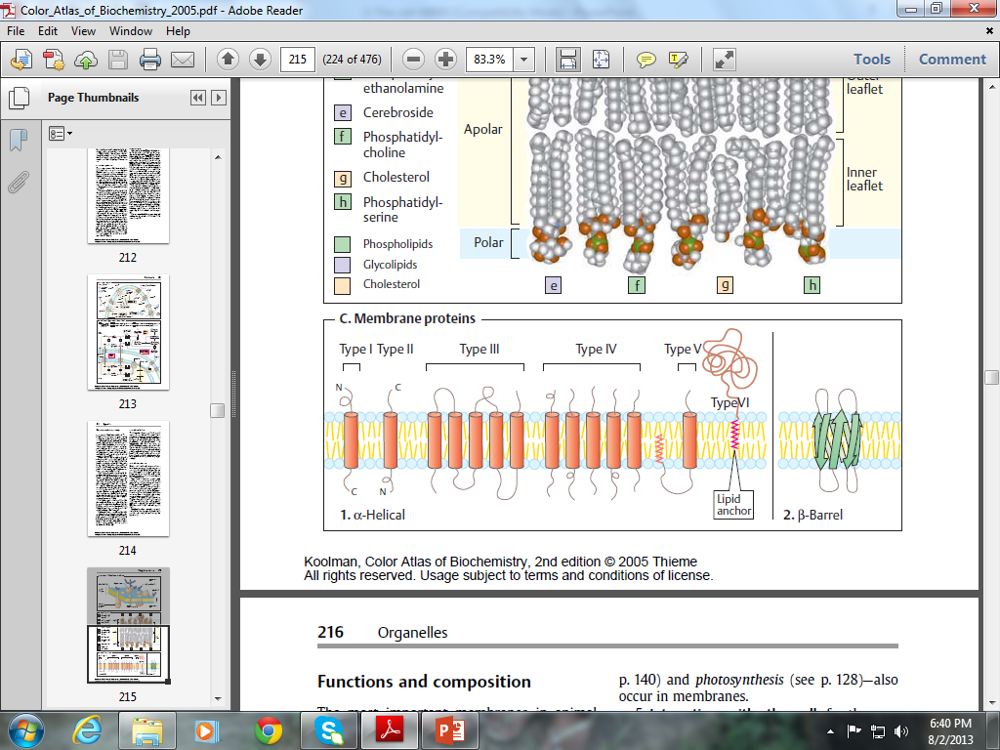 Color_Atlas_of_Biochemistry_2005.pdf - Adobe Reader
File Edit View Window Help
215 (224 of 476) 83.3% Tools Comment
Page Thumbnails
212
213
214
215
ethanolamine
e Cerebroside
f Phosphatidyl-
choline
g Cholesterol
h Phosphatidyl-
serine
Phospholipids
Glycolipids
Cholesterol
Apolar
Polar
leaflet
Inner
leaflet
e f g h
C. Membrane proteins
Type I Type II Type III Type IV Type V
TypeVI
N C
C N
Lipid
anchor
1. α-Helical
2. β-Barrel
Koolman, Color Atlas of Biochemistry, 2nd edition © 2005 Thieme
All rights reserved. Usage subject to terms and conditions of license.
216 Organelles
Functions and composition
The most important membranes in animal
p. 140) and photosynthesis (see p. 128)—also
occur in membranes.
6:40 PM
8/2/2013